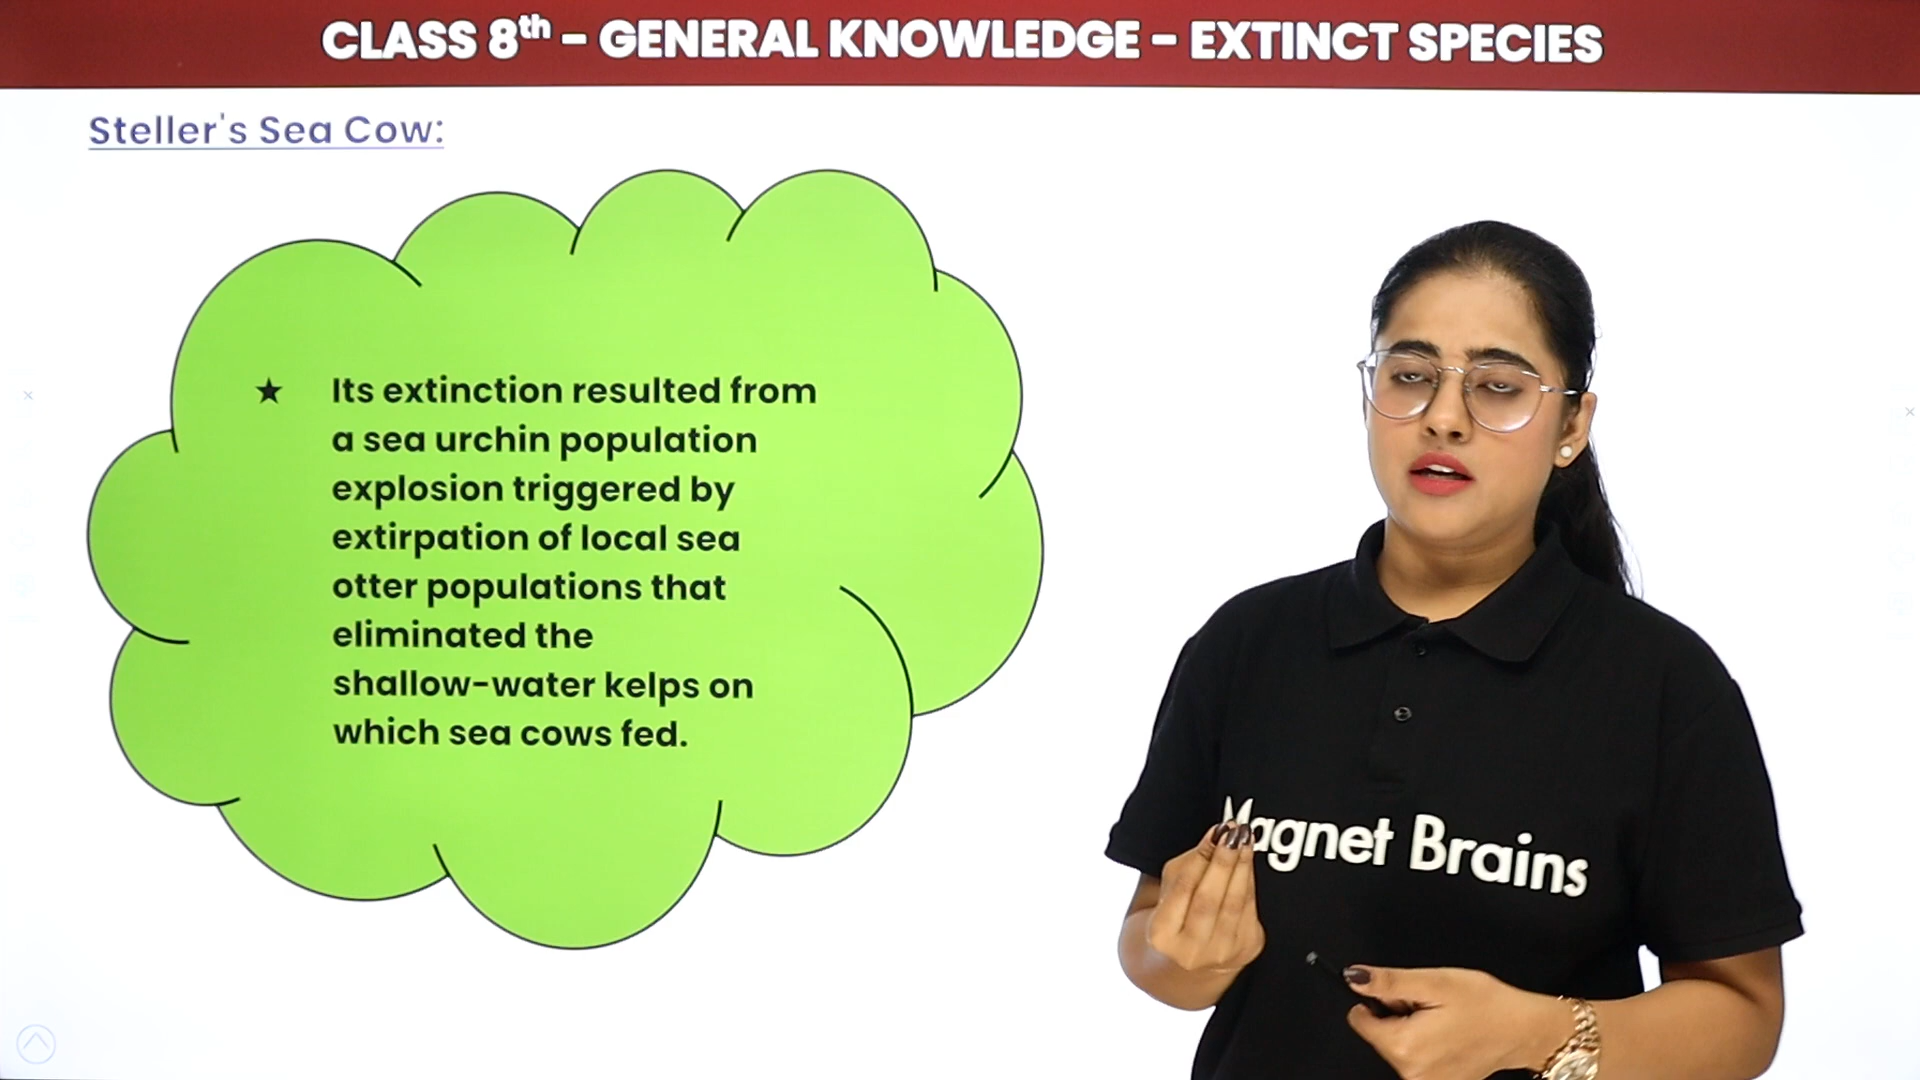 CLASS 8th - GENERAL KNOWLEDGE - EXTINCT SPECIES
Steller's Sea Cow:
★ Its extinction resulted from
a sea urchin population
explosion triggered by
extirpation of local sea
otter populations that
eliminated the
shallow-water kelps on
which sea cows fed.
Magnet Brains